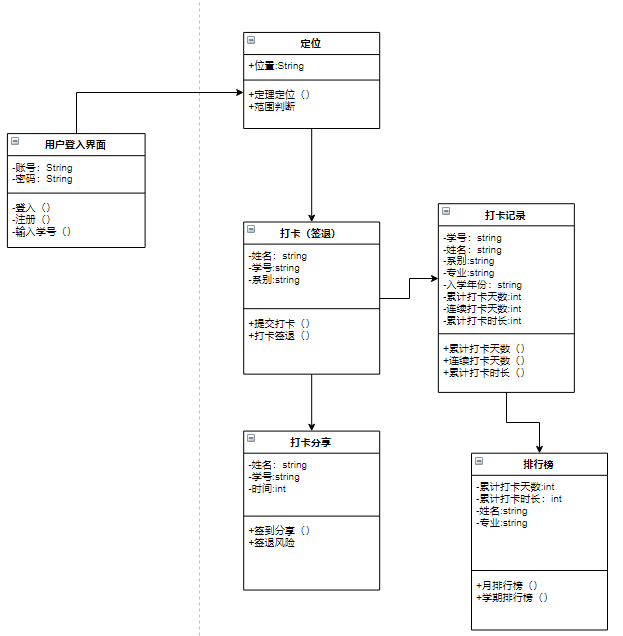 定位
+位置:String
+定理定位（）
+范围判断
用户登入界面
-账号：String
-密码：String
-登入（）
-注册（）
-输入学号（）
打卡（签退）
-姓名：string
-学号:string
-系别:string
+提交打卡（）
+打卡签退（）
打卡记录
-学号：string
-姓名：string
-系别:string
-专业:string
-入学年份：string
-累计打卡天数:int
-连续打卡天数:int
-累计打卡时长:int
+累计打卡天数（）
+连续打卡天数（）
+累计打卡时长（）
打卡分享
-姓名：string
-学号:string
-时间:int
+签到分享（）
+签退风险
排行榜
-累计打卡天数:int
-累计打卡时长：int
-姓名:string
-专业:string
+月排行榜（）
+学期排行榜（）